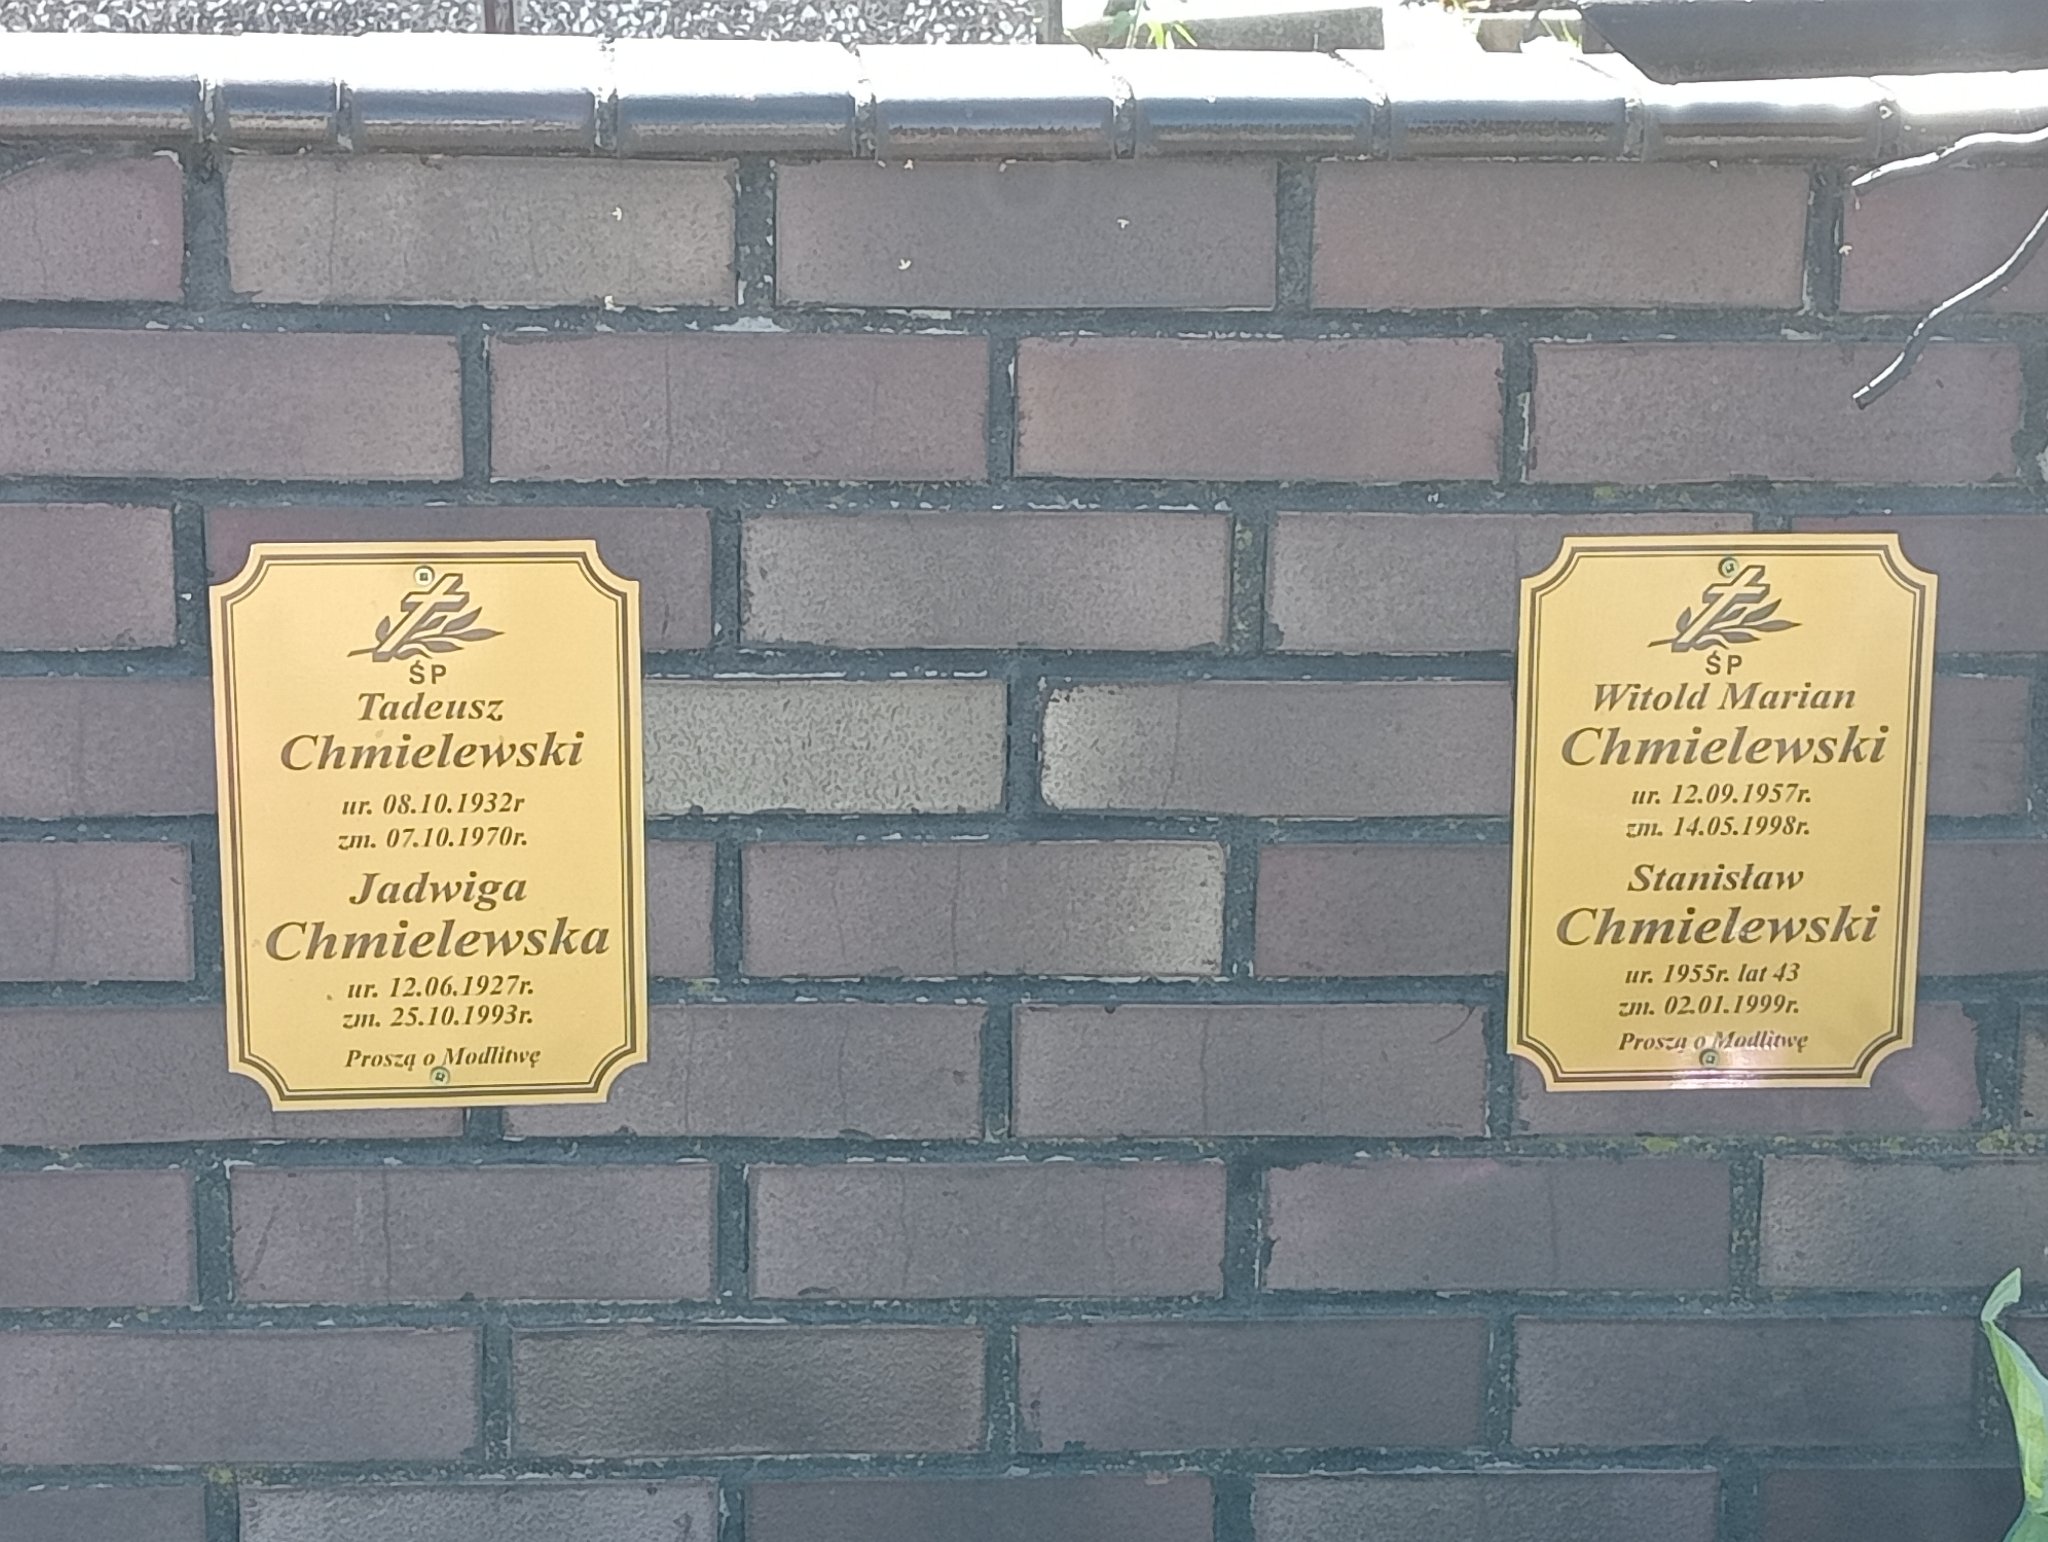 ŚP
Tadeusz
Chmielewski
ur. 08.10.1932r
zm. 07.10.1970r.
Jadwiga
Chmielewska
ur. 12.06.1927r.
zm. 25.10.1993r.
Proszą o Modlitwę
ŚP
Witold Marian
Chmielewski
ur. 12.09.1957r.
zm. 14.05.1998r.
Stanisław
Chmielewski
ur. 1955r. lat 43
zm. 02.01.1999r.
Proszą o Modlitwę